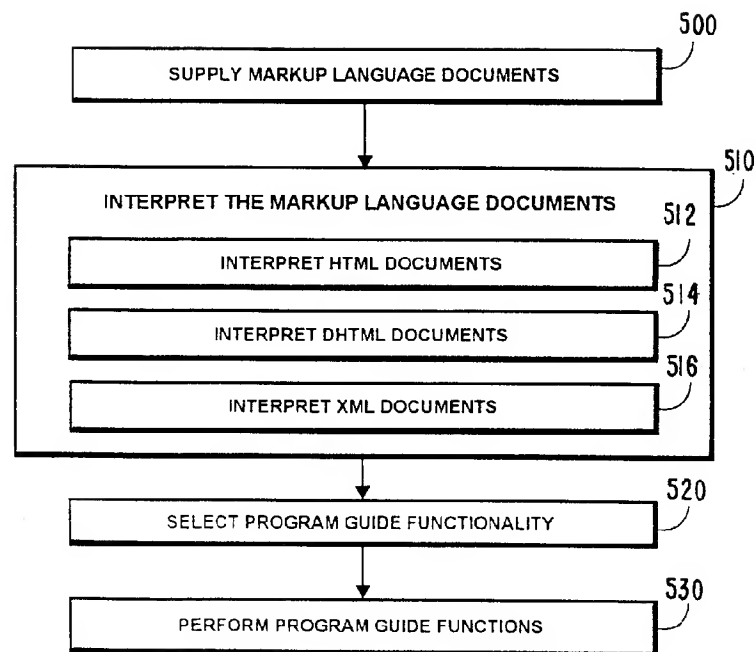 500
SUPPLY MARKUP LANGUAGE DOCUMENTS
510
INTERPRET THE MARKUP LANGUAGE DOCUMENTS
512
INTERPRET HTML DOCUMENTS
514
INTERPRET DHTML DOCUMENTS
516
INTERPRET XML DOCUMENTS
520
SELECT PROGRAM GUIDE FUNCTIONALITY
530
PERFORM PROGRAM GUIDE FUNCTIONS